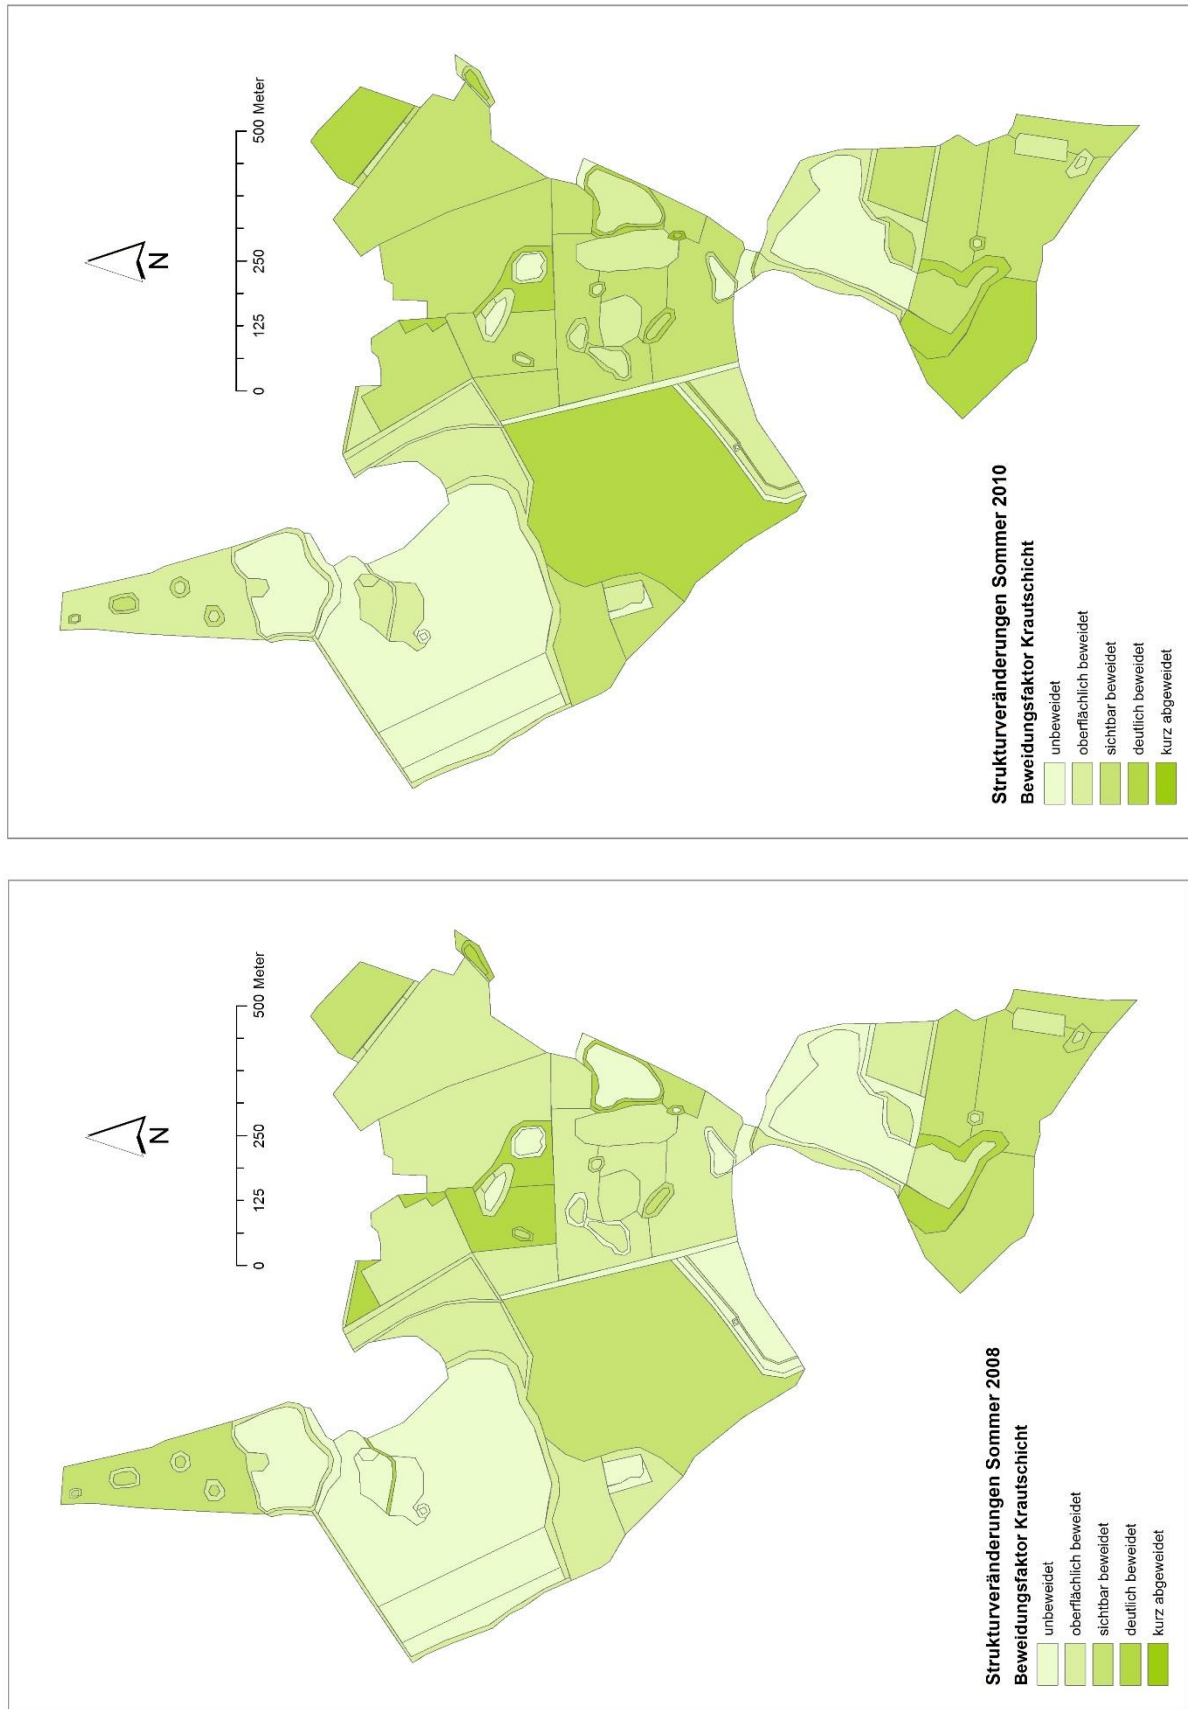 N
0 125 250 500 Meter
Strukturveränderungen Sommer 2010
Beweidungsfaktor Krautschicht
unbeweidet
oberflächlich beweidet
sichtbar beweidet
deutlich beweidet
kurz abgeweidet
N
0 125 250 500 Meter
Strukturveränderungen Sommer 2008
Beweidungsfaktor Krautschicht
unbeweidet
oberflächlich beweidet
sichtbar beweidet
deutlich beweidet
kurz abgeweidet